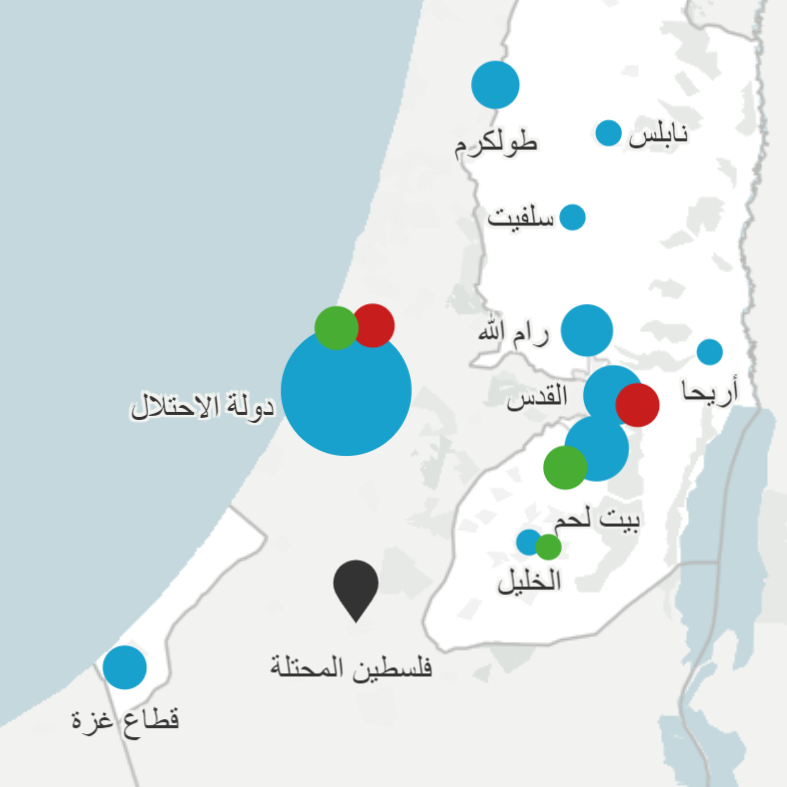 طولكرم
نابلس
سلفيت
رام الله
أريحا
القدس
دولة الاحتلال
بيت لحم
الخليل
فلسطين المحتلة
قطاع غزة